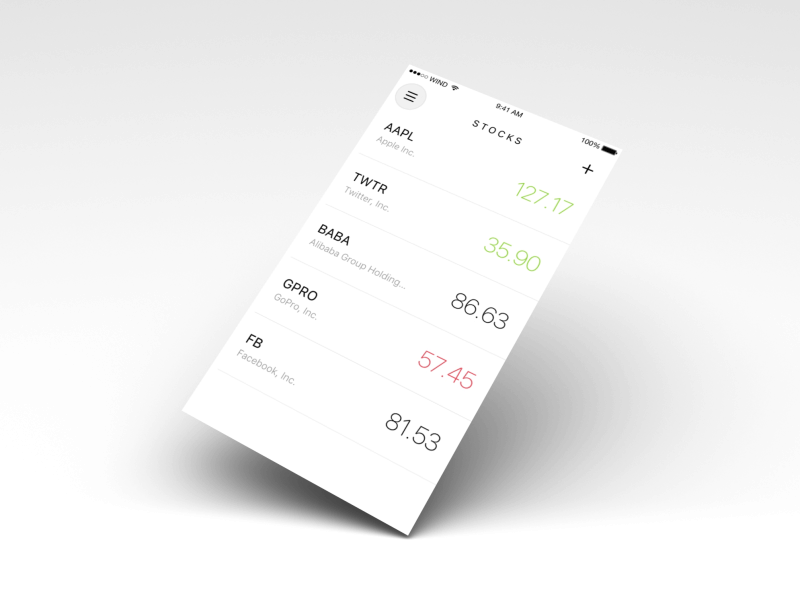 WIND 9:41 AM 100%
STOCKS +
AAPL
Apple Inc.
127.17
TWTR
Twitter, Inc.
35.90
BABA
Alibaba Group Holding...
86.63
GPRO
GoPro, Inc.
57.45
FB
Facebook, Inc.
81.53